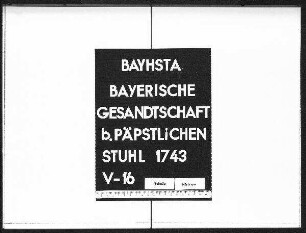 BAYHSTA
BAYERISCHE
GESANDTSCHAFT
b. PÄPSTLiCHEN
STUHL 1743
V-16